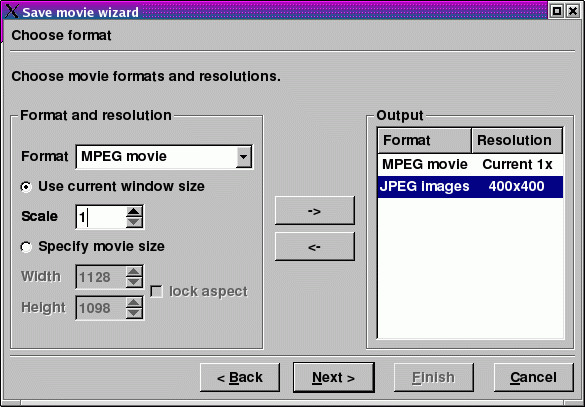 Save movie wizard
Choose format
Choose movie formats and resolutions.
Format and resolution
Format MPEG movie
Use current window size
Scale 1
Specify movie size
Width 1128
Height 1098
lock aspect
->
<-
Output
Format Resolution
MPEG movie Current 1x
JPEG images 400x400
< Back
Next >
Finish
Cancel